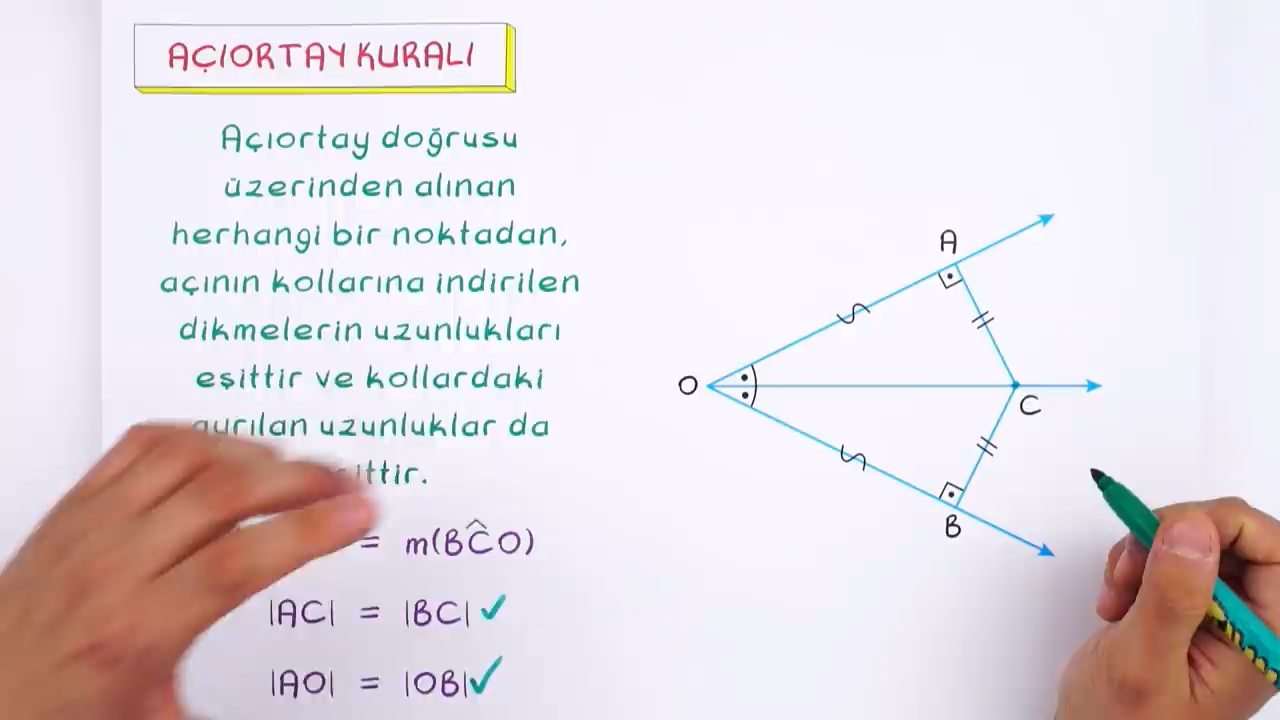 AÇIORTAY KURALI
Açıortay doğrusu
üzerinden alınan
herhangi bir noktadan,
açının kollarına indirilen
dikmelerin uzunlukları
eşittir ve kollardaki
ayrılan uzunluklar da
= m(BĈO)
|AC| = |BC| ✓
|AO| = |OB| ✓
A
O
C
B